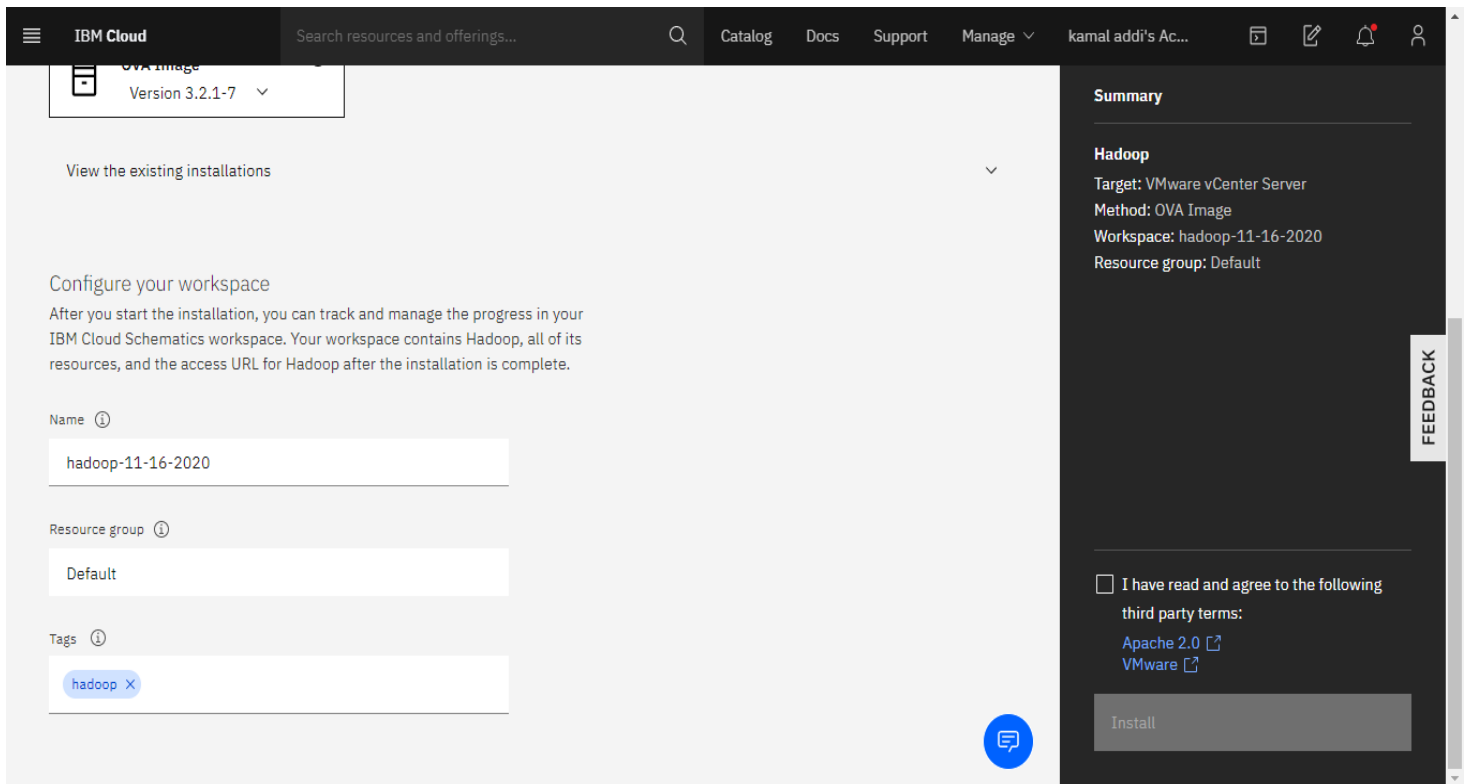 IBM Cloud
Search resources and offerings...
Catalog
Docs
Support
Manage
kamal addi's Ac...
OVA Image
Version 3.2.1-7
View the existing installations
Configure your workspace
After you start the installation, you can track and manage the progress in your
IBM Cloud Schematics workspace. Your workspace contains Hadoop, all of its
resources, and the access URL for Hadoop after the installation is complete.
Name
hadoop-11-16-2020
Resource group
Default
Tags
hadoop
Summary
Hadoop
Target: VMware vCenter Server
Method: OVA Image
Workspace: hadoop-11-16-2020
Resource group: Default
FEEDBACK
I have read and agree to the following
third party terms:
Apache 2.0
VMware
Install